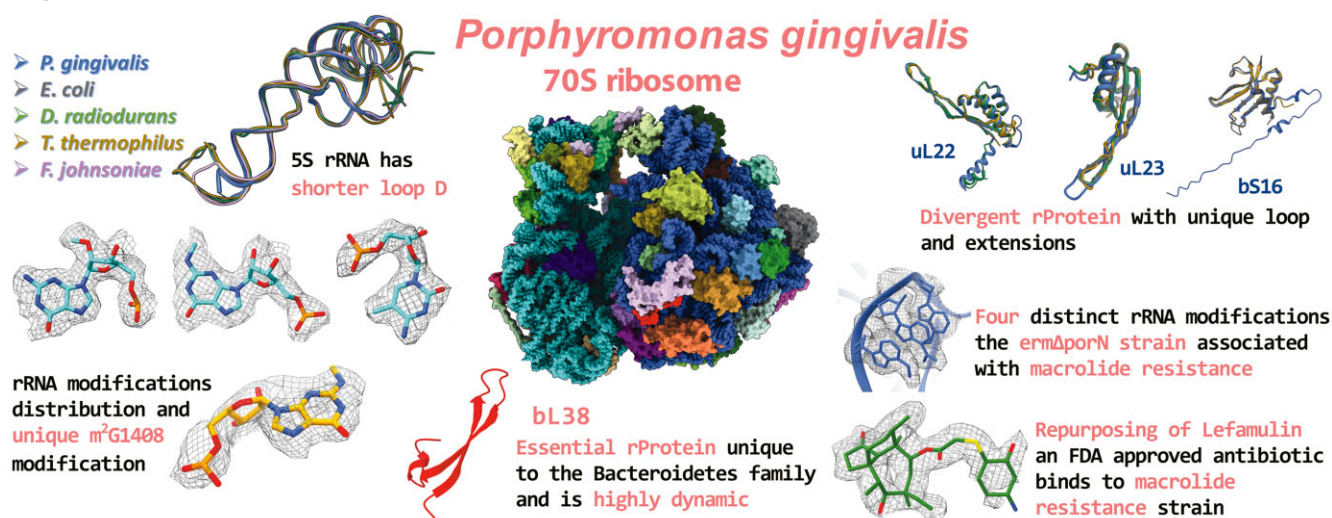 Porphyromonas gingivalis
70S ribosome
➢ P. gingivalis
➢ E. coli
➢ D. radiodurans
➢ T. thermophilus
➢ F. johnsoniae
5S rRNA has
shorter loop D
uL22
uL23
bS16
Divergent rProtein with unique loop
and extensions
rRNA modifications
distribution and
unique m²G1408
modification
bL38
Essential rProtein unique
to the Bacteroidetes family
and is highly dynamic
Four distinct rRNA modifications
the ermΔporN strain associated
with macrolide resistance
Repurposing of Lefamulin
an FDA approved antibiotic
binds to macrolide
resistance strain